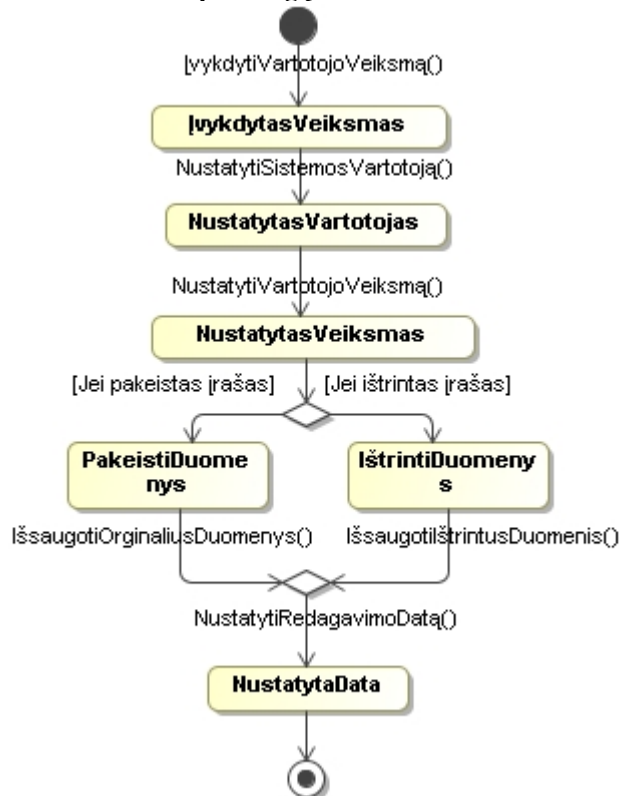 ĮvykdytiVartotojoVeiksmą()
ĮvykdytasVeiksmas
NustatytiSistemosVartotoją()
NustatytasVartotojas
NustatytiVartotojoVeiksmą()
NustatytasVeiksmas
[Jei pakeistas įrašas]
[Jei ištrintas įrašas]
PakeistiDuome
nys
IštrintiDuomeny
s
IšsaugotiOrginaliusDuomenys()
IšsaugotiIštrintusDuomenis()
NustatytiRedagavimoDatą()
NustatytaData